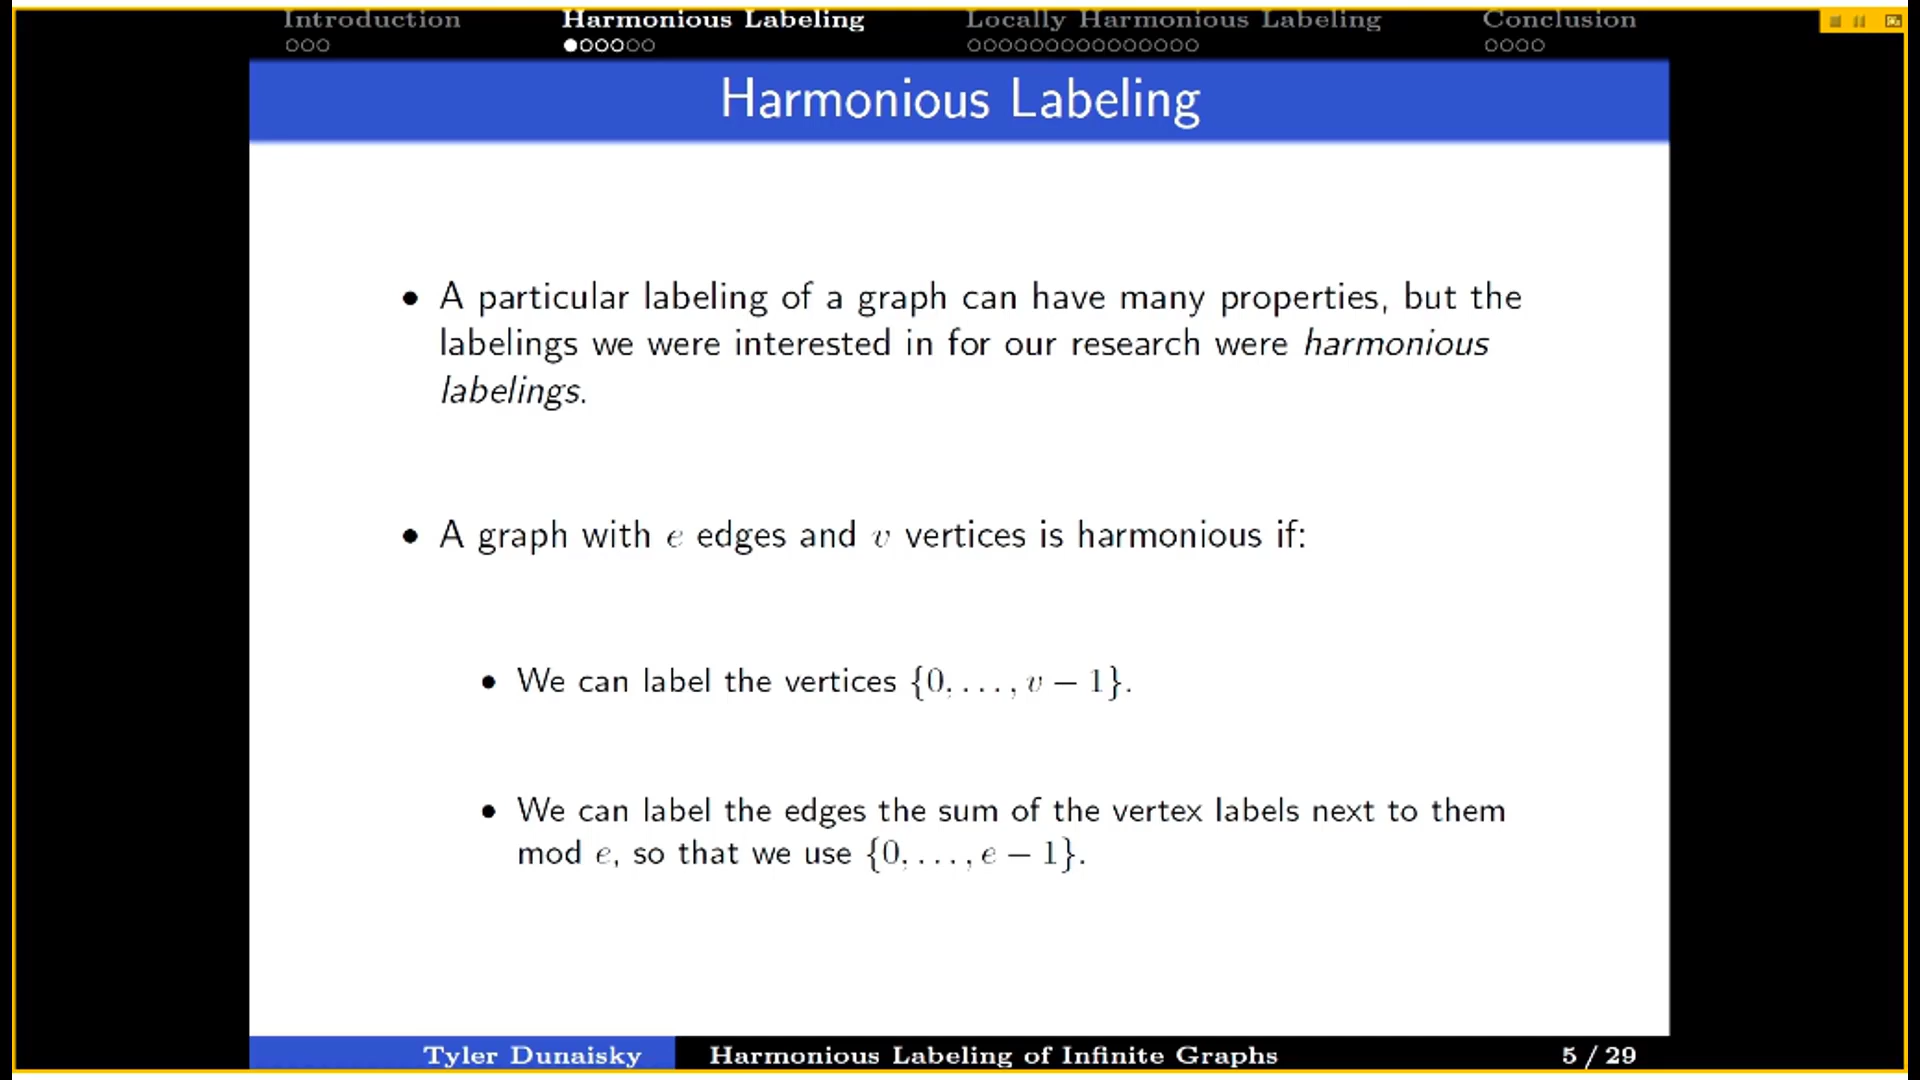 Introduction Harmonious Labeling Locally Harmonious Labeling Conclusion
Harmonious Labeling
• A particular labeling of a graph can have many properties, but the
labelings we were interested in for our research were harmonious
labelings.
• A graph with e edges and v vertices is harmonious if:
• We can label the vertices {0, . . . , v − 1}.
• We can label the edges the sum of the vertex labels next to them
mod e, so that we use {0, . . . , e − 1}.
Tyler Dunaisky Harmonious Labeling of Infinite Graphs 5 / 29